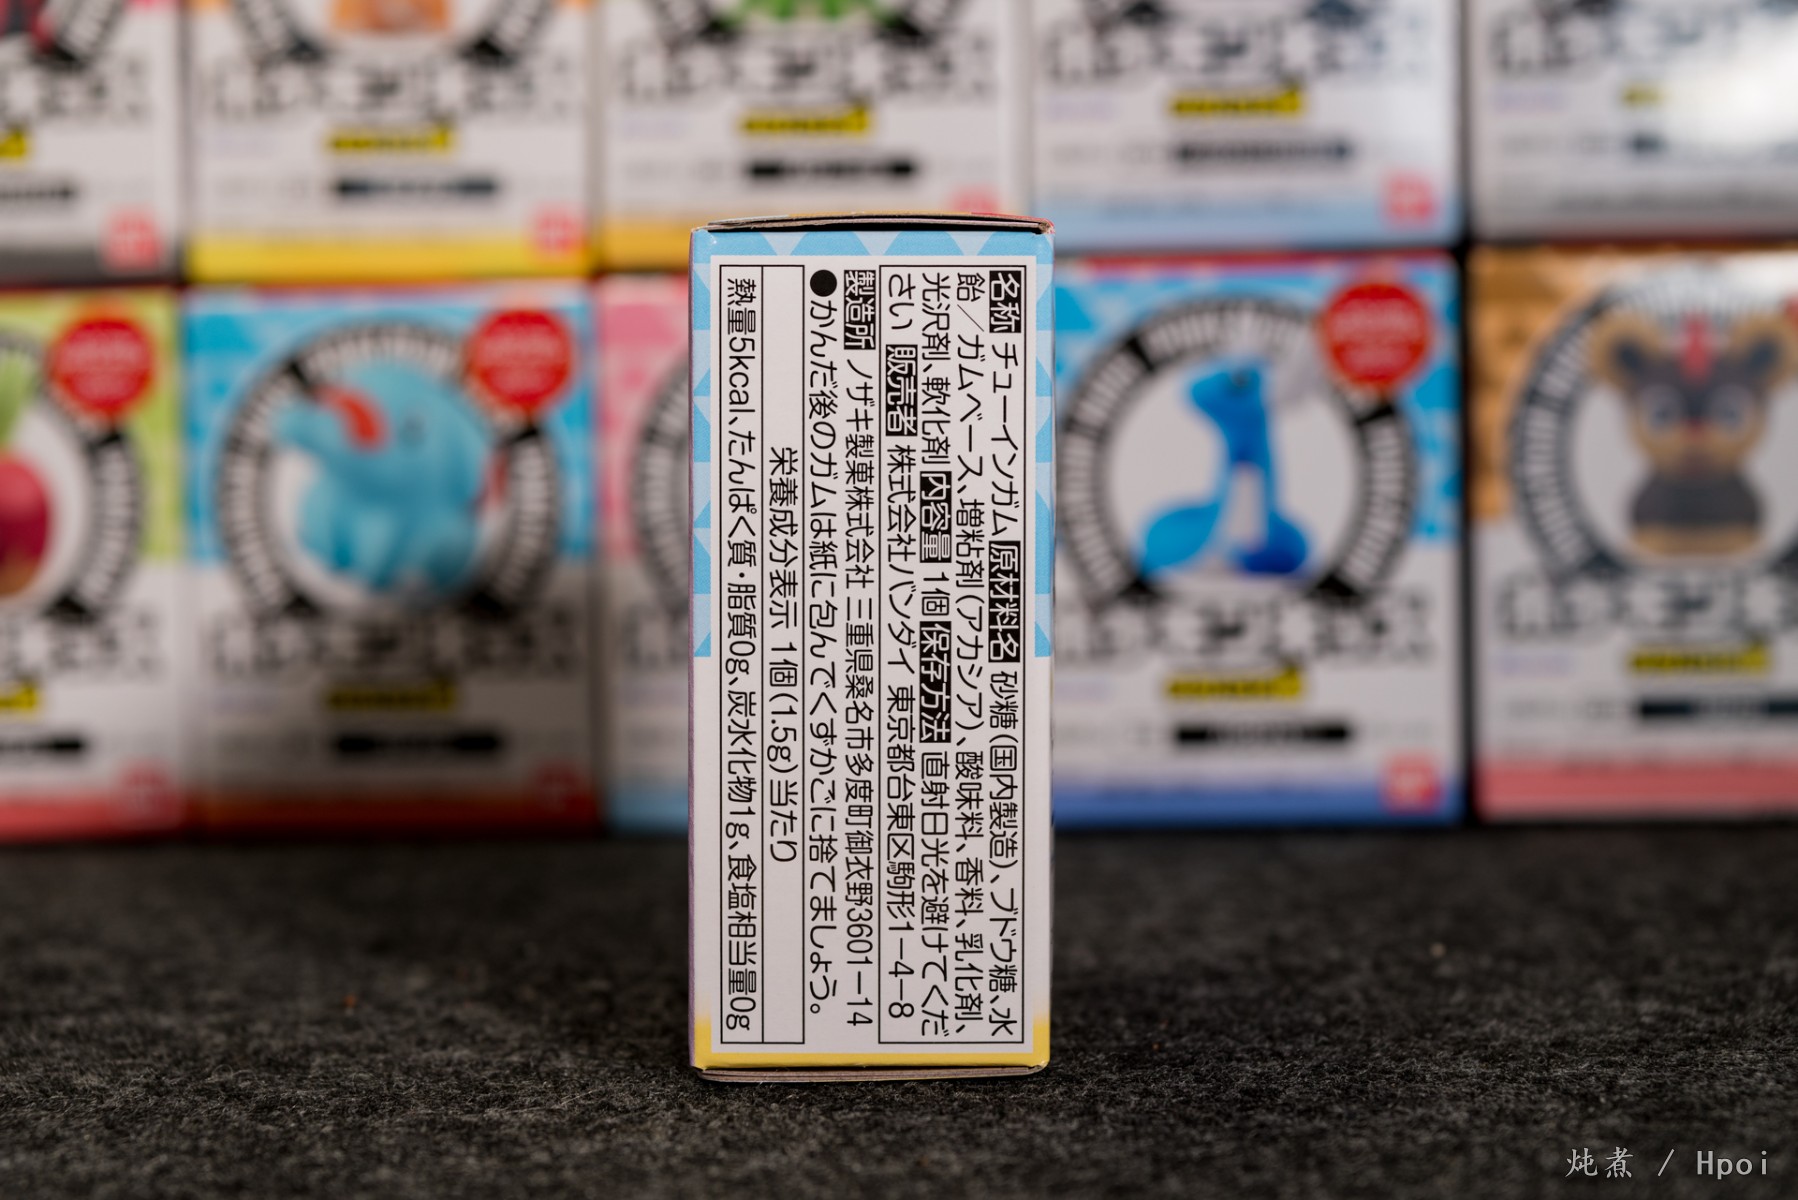 名称 チューインガム 原材料名 砂糖(国内製造)、ブドウ糖、水
飴／ガムベース、増粘剤(アカシア)、酸味料、香料、乳化剤、
光沢剤、軟化剤 内容量 1個 保存方法 直射日光を避けてくだ
さい 販売者 株式会社バンダイ 東京都台東区駒形1－4－8
製造所 ノザキ製菓株式会社 三重県桑名市多度町御衣野3601－14
●かんだ後のガムは紙に包んでくずかごに捨てましょう。
栄養成分表示 1個(1.5g)当たり
熱量5kcal、たんぱく質・脂質0g、炭水化物1g、食塩相当量0g
炖煮 / Hpoi